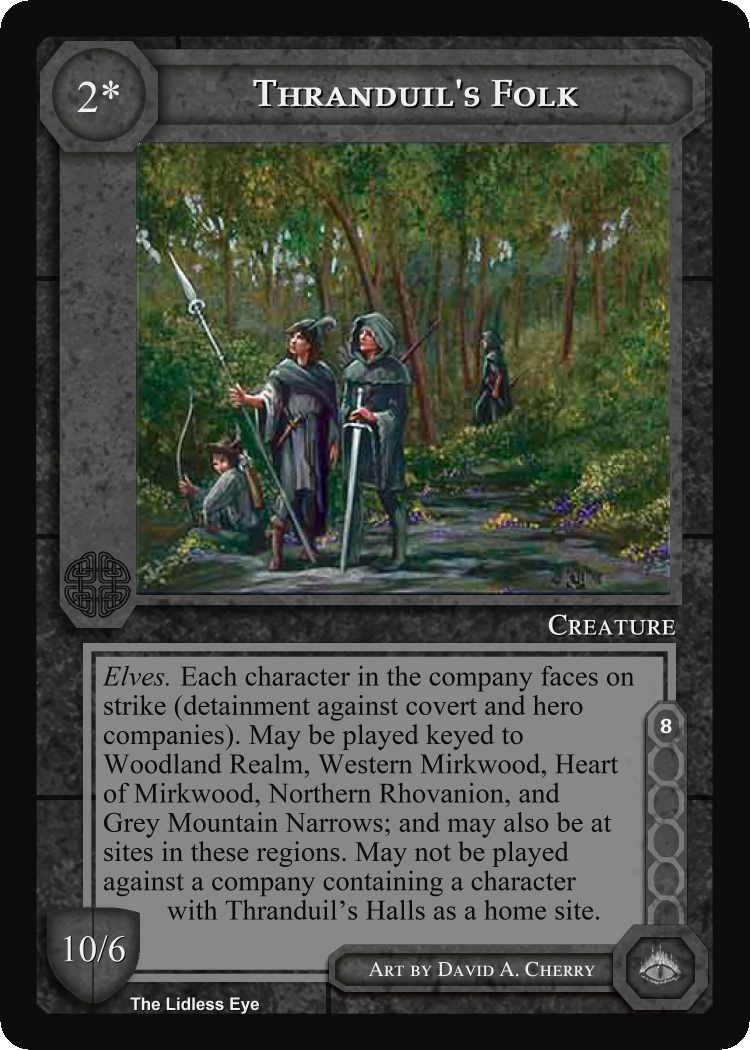 2*
THRANDUIL'S FOLK
CREATURE
Elves. Each character in the company faces on
strike (detainment against covert and hero
companies). May be played keyed to
Woodland Realm, Western Mirkwood, Heart
of Mirkwood, Northern Rhovanion, and
Grey Mountain Narrows; and may also be at
sites in these regions. May not be played
against a company containing a character
with Thranduil’s Halls as a home site.
8
10/6
ART BY DAVID A. CHERRY
The Lidless Eye